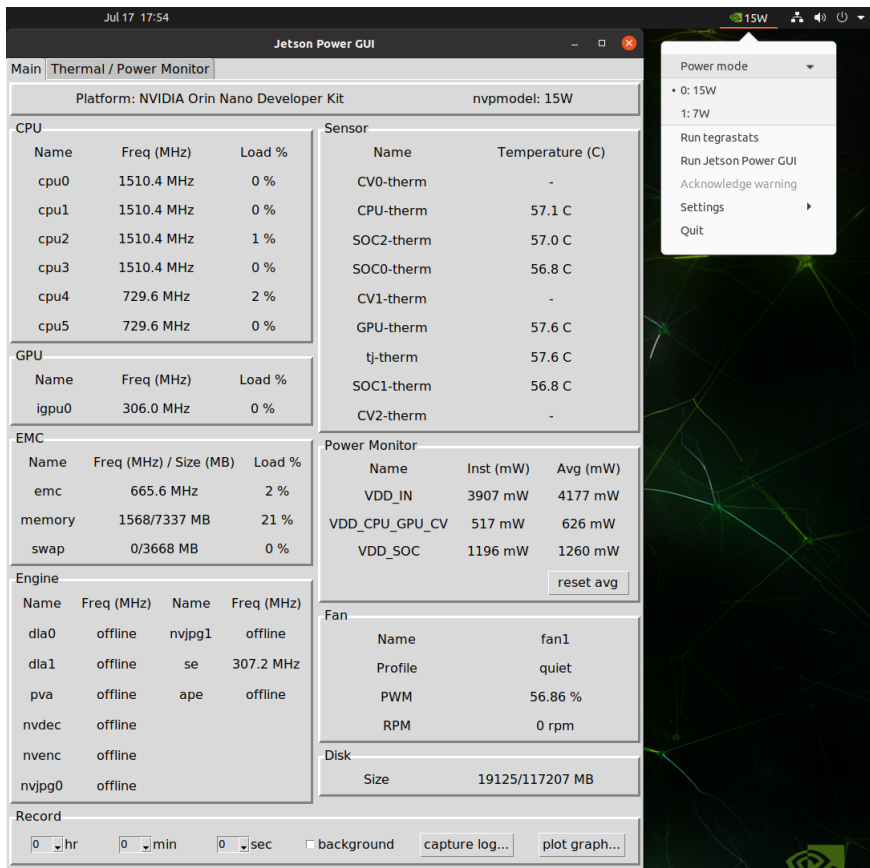 Jul 17 17:54
15W
Jetson Power GUI
Main Thermal / Power Monitor
Platform: NVIDIA Orin Nano Developer Kit nvpmodel: 15W
CPU
Name Freq (MHz) Load %
cpu0 1510.4 MHz 0 %
cpu1 1510.4 MHz 0 %
cpu2 1510.4 MHz 1 %
cpu3 1510.4 MHz 0 %
cpu4 729.6 MHz 2 %
cpu5 729.6 MHz 0 %
GPU
Name Freq (MHz) Load %
igpu0 306.0 MHz 0 %
EMC
Name Freq (MHz) / Size (MB) Load %
emc 665.6 MHz 2 %
memory 1568/7337 MB 21 %
swap 0/3668 MB 0 %
Engine
Name Freq (MHz) Name Freq (MHz)
dla0 offline nvjpg1 offline
dla1 offline se 307.2 MHz
pva offline ape offline
nvdec offline
nvenc offline
nvjpg0 offline
Sensor
Name Temperature (C)
CV0-therm -
CPU-therm 57.1 C
SOC2-therm 57.0 C
SOC0-therm 56.8 C
CV1-therm -
GPU-therm 57.6 C
tj-therm 57.6 C
SOC1-therm 56.8 C
CV2-therm -
Power Monitor
Name Inst (mW) Avg (mW)
VDD_IN 3907 mW 4177 mW
VDD_CPU_GPU_CV 517 mW 626 mW
VDD_SOC 1196 mW 1260 mW
reset avg
Fan
Name fan1
Profile quiet
PWM 56.86 %
RPM 0 rpm
Disk
Size 19125/117207 MB
Record
0 hr 0 min 0 sec background capture log... plot graph...
Power mode
• 0: 15W
1: 7W
Run tegrastats
Run Jetson Power GUI
Acknowledge warning
Settings
Quit